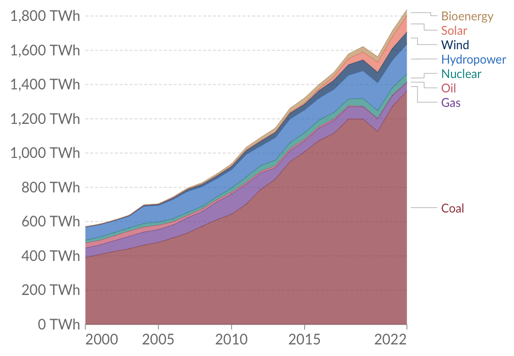 1,800 TWh
1,600 TWh
1,400 TWh
1,200 TWh
1,000 TWh
800 TWh
600 TWh
400 TWh
200 TWh
0 TWh
2000 2005 2010 2015 2022
Bioenergy
Solar
Wind
Hydropower
Nuclear
Oil
Gas
Coal